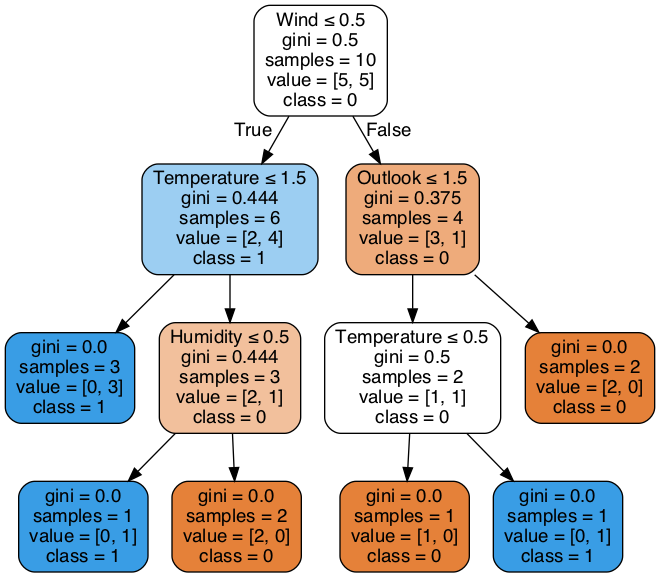 Wind ≤ 0.5
gini = 0.5
samples = 10
value = [5, 5]
class = 0
True
False
Temperature ≤ 1.5
gini = 0.444
samples = 6
value = [2, 4]
class = 1
Outlook ≤ 1.5
gini = 0.375
samples = 4
value = [3, 1]
class = 0
gini = 0.0
samples = 3
value = [0, 3]
class = 1
Humidity ≤ 0.5
gini = 0.444
samples = 3
value = [2, 1]
class = 0
Temperature ≤ 0.5
gini = 0.5
samples = 2
value = [1, 1]
class = 0
gini = 0.0
samples = 2
value = [2, 0]
class = 0
gini = 0.0
samples = 1
value = [0, 1]
class = 1
gini = 0.0
samples = 2
value = [2, 0]
class = 0
gini = 0.0
samples = 1
value = [1, 0]
class = 0
gini = 0.0
samples = 1
value = [0, 1]
class = 1